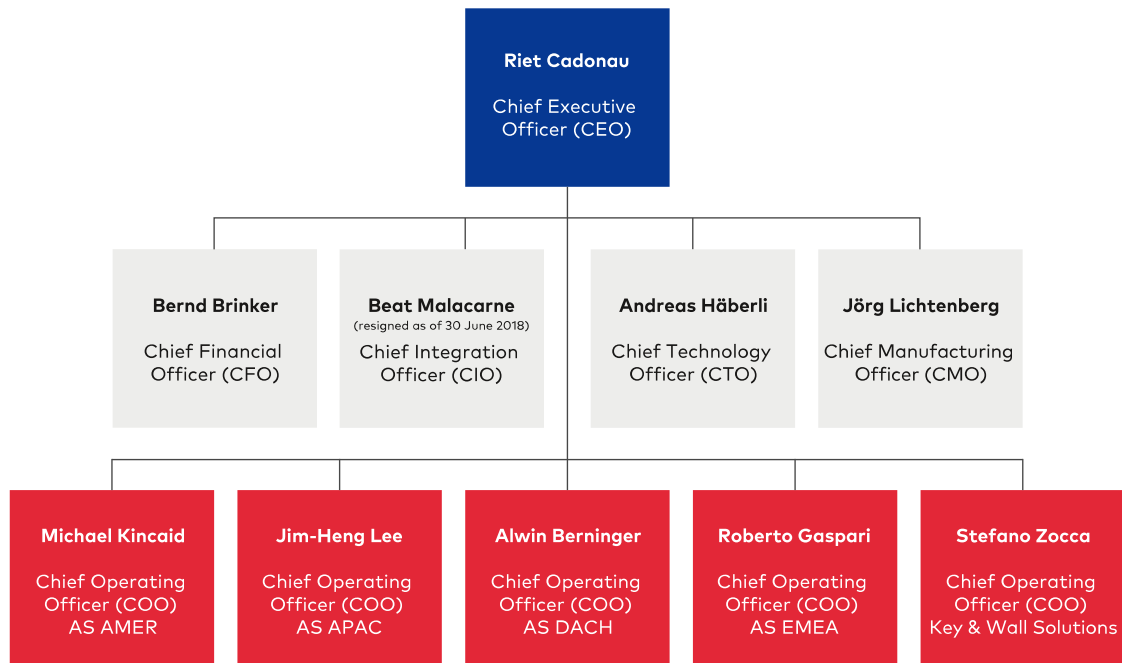 Riet Cadonau
Chief Executive
Officer (CEO)
Bernd Brinker
Chief Financial
Officer (CFO)
Beat Malacarne
(resigned as of 30 June 2018)
Chief Integration
Officer (CIO)
Andreas Häberli
Chief Technology
Officer (CTO)
Jörg Lichtenberg
Chief Manufacturing
Officer (CMO)
Michael Kincaid
Chief Operating
Officer (COO)
AS AMER
Jim-Heng Lee
Chief Operating
Officer (COO)
AS APAC
Alwin Berninger
Chief Operating
Officer (COO)
AS DACH
Roberto Gaspari
Chief Operating
Officer (COO)
AS EMEA
Stefano Zocca
Chief Operating
Officer (COO)
Key & Wall Solutions